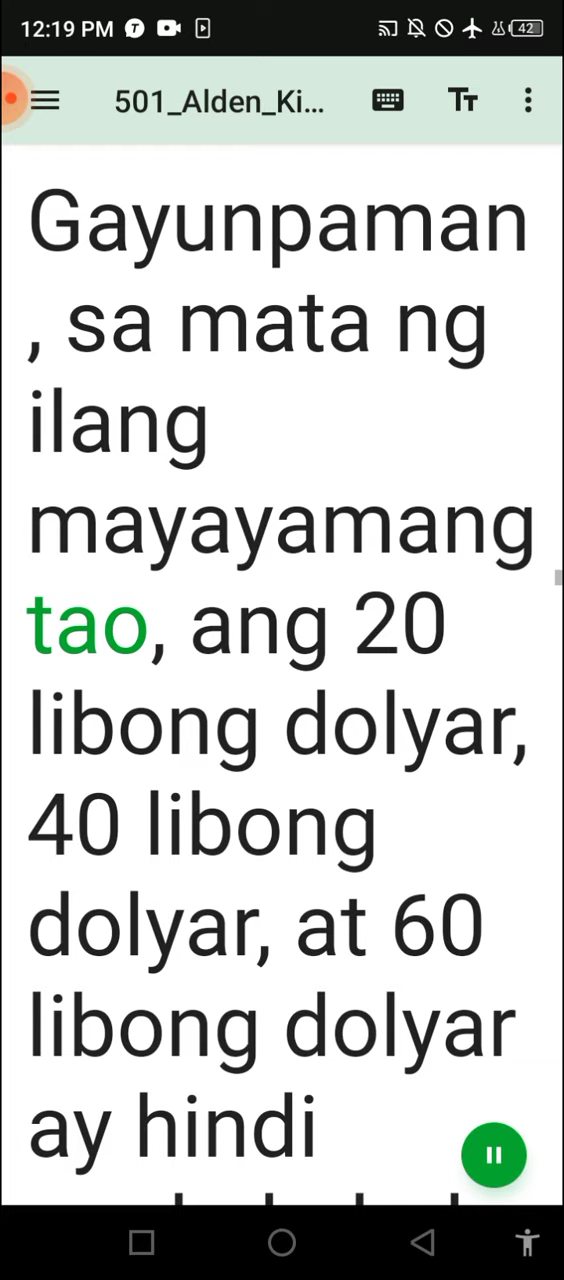 12:19 PM 42
501_Alden_Ki...
Gayunpaman
, sa mata ng
ilang
mayayamang
tao, ang 20
libong dolyar,
40 libong
dolyar, at 60
libong dolyar
ay hindi